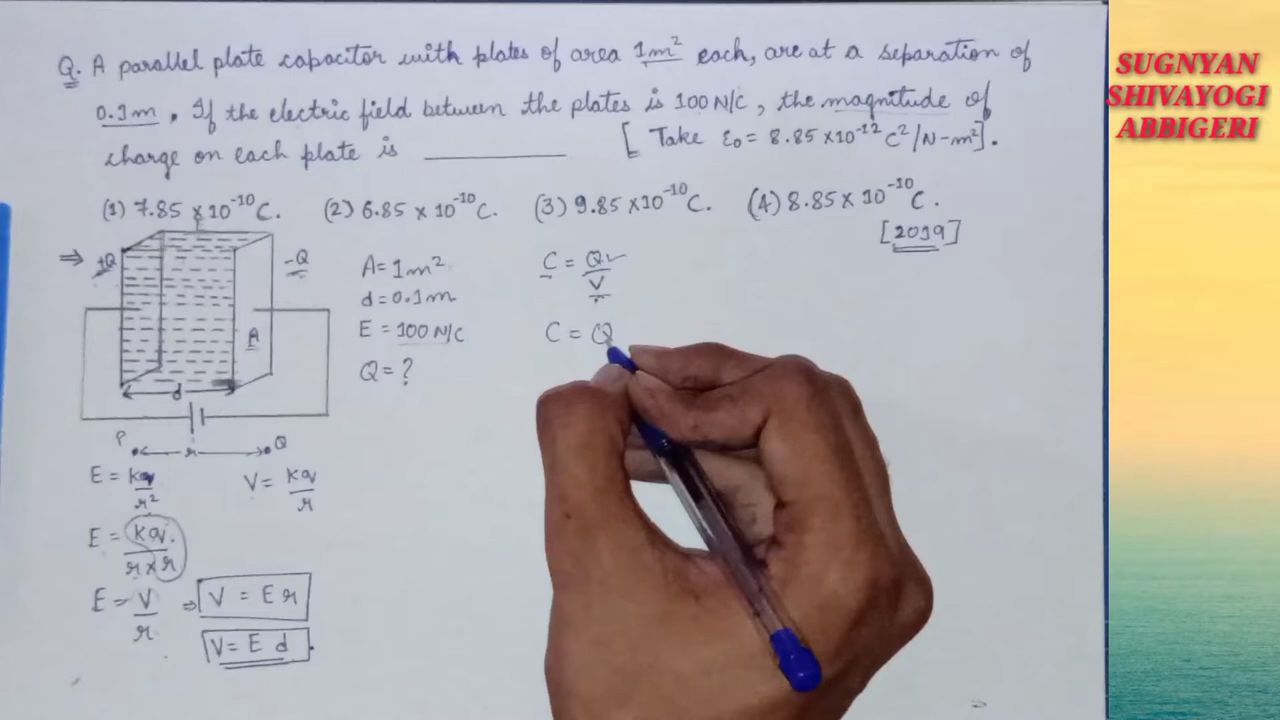 Q. A parallel plate capacitor with plates of area 1m² each, are at a separation of
0.1m. If the electric field between the plates is 100 N/C, the magnitude of
charge on each plate is ________ [Take ε₀ = 8.85 × 10⁻¹² C²/N-m²].
(1) 7.85 × 10⁻¹⁰ C. (2) 6.85 × 10⁻¹⁰ C. (3) 9.85 × 10⁻¹⁰ C. (4) 8.85 × 10⁻¹⁰ C.
[2019]
⇒ +Q -Q
A
d
P r Q
E = kq/r² V = kq/r
E = kq/r×r
E = V/r ⇒ V = E r
V = E d
A = 1m²
d = 0.1m
E = 100 N/C
Q = ?
C = Q/V
C = Q
SUGNYAN
SHIVAYOGI
ABBIGERI